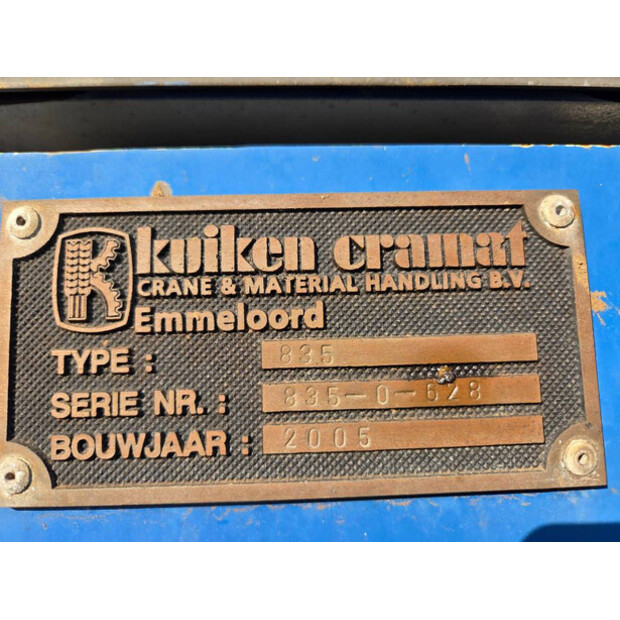 kuiken cramat
CRANE & MATERIAL HANDLING B.V.
Emmeloord
TYPE : 835
SERIE NR. : 835-0-628
BOUWJAAR : 2005